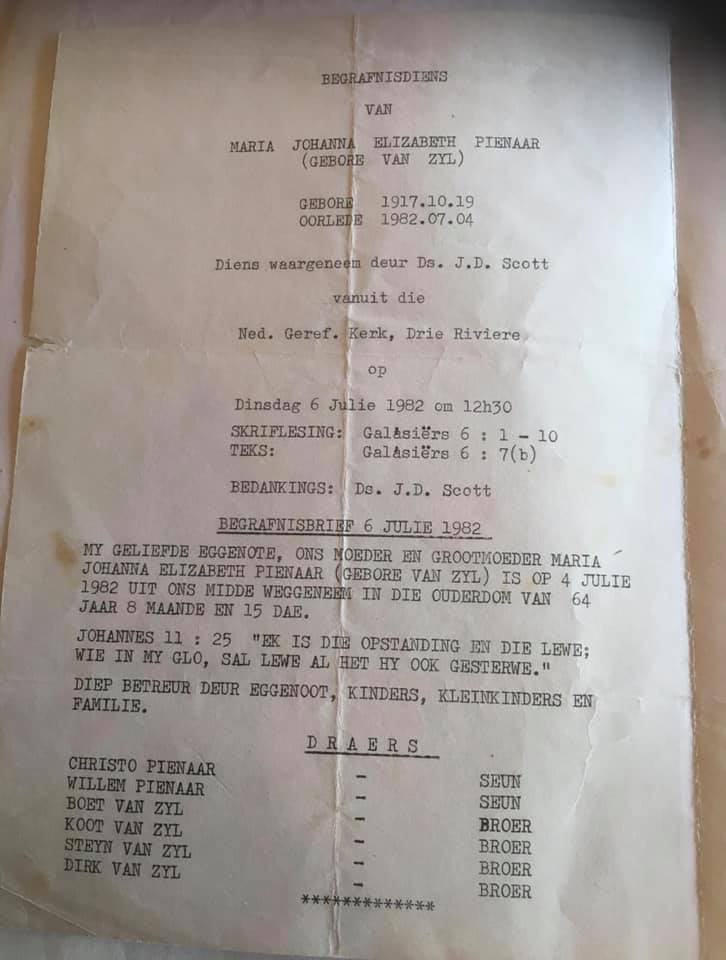 BEGRAFNISDIENS
VAN
MARIA JOHANNA ELIZABETH PIENAAR
(GEBORE VAN ZYL)
GEBORE 1917.10.19
OORLEDE 1982.07.04
Diens waargeneem deur Ds. J.D. Scott
vanuit die
Ned. Geref. Kerk, Drie Riviere
op
Dinsdag 6 Julie 1982 om 12h30
SKRIFLESING: Galásiërs 6 : 1 - 10
TEKS: Galásiërs 6 : 7(b)
BEDANKINGS: Ds. J.D. Scott
BEGRAFNISBRIEF 6 JULIE 1982
MY GELIEFDE EGGENOTE, ONS MOEDER EN GROOTMOEDER MARIA
JOHANNA ELIZABETH PIENAAR (GEBORE VAN ZYL) IS OP 4 JULIE
1982 UIT ONS MIDDE WEGGENEEM IN DIE OUDERDOM VAN 64
JAAR 8 MAANDE EN 15 DAE.
JOHANNES 11 : 25 "EK IS DIE OPSTANDING EN DIE LEWE;
WIE IN MY GLO, SAL LEWE AL HET HY OOK GESTERWE."
DIEP BETREUR DEUR EGGENOOT, KINDERS, KLEINKINDERS EN
FAMILIE.
DRAERS
CHRISTO PIENAAR - SEUN
WILLEM PIENAAR - SEUN
BOET VAN ZYL - BROER
KOOT VAN ZYL - BROER
STEYN VAN ZYL - BROER
DIRK VAN ZYL - BROER
*************